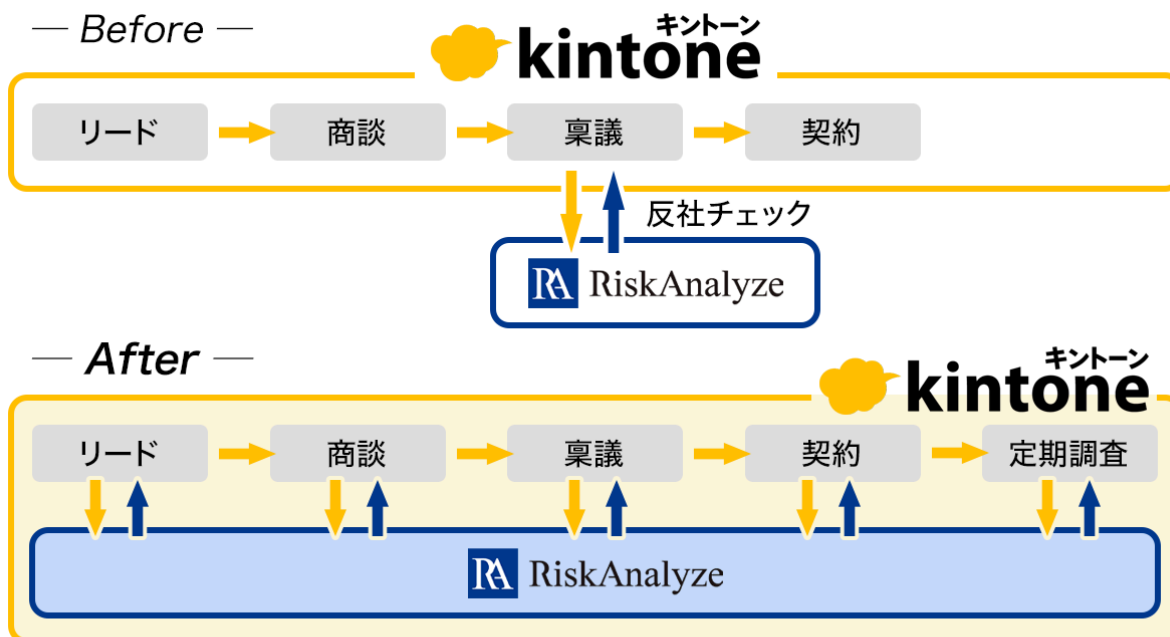 — Before —
キントーン
kintone
リード
商談
稟議
契約
反社チェック
RA RiskAnalyze
— After —
キントーン
kintone
リード
商談
稟議
契約
定期調査
RA RiskAnalyze